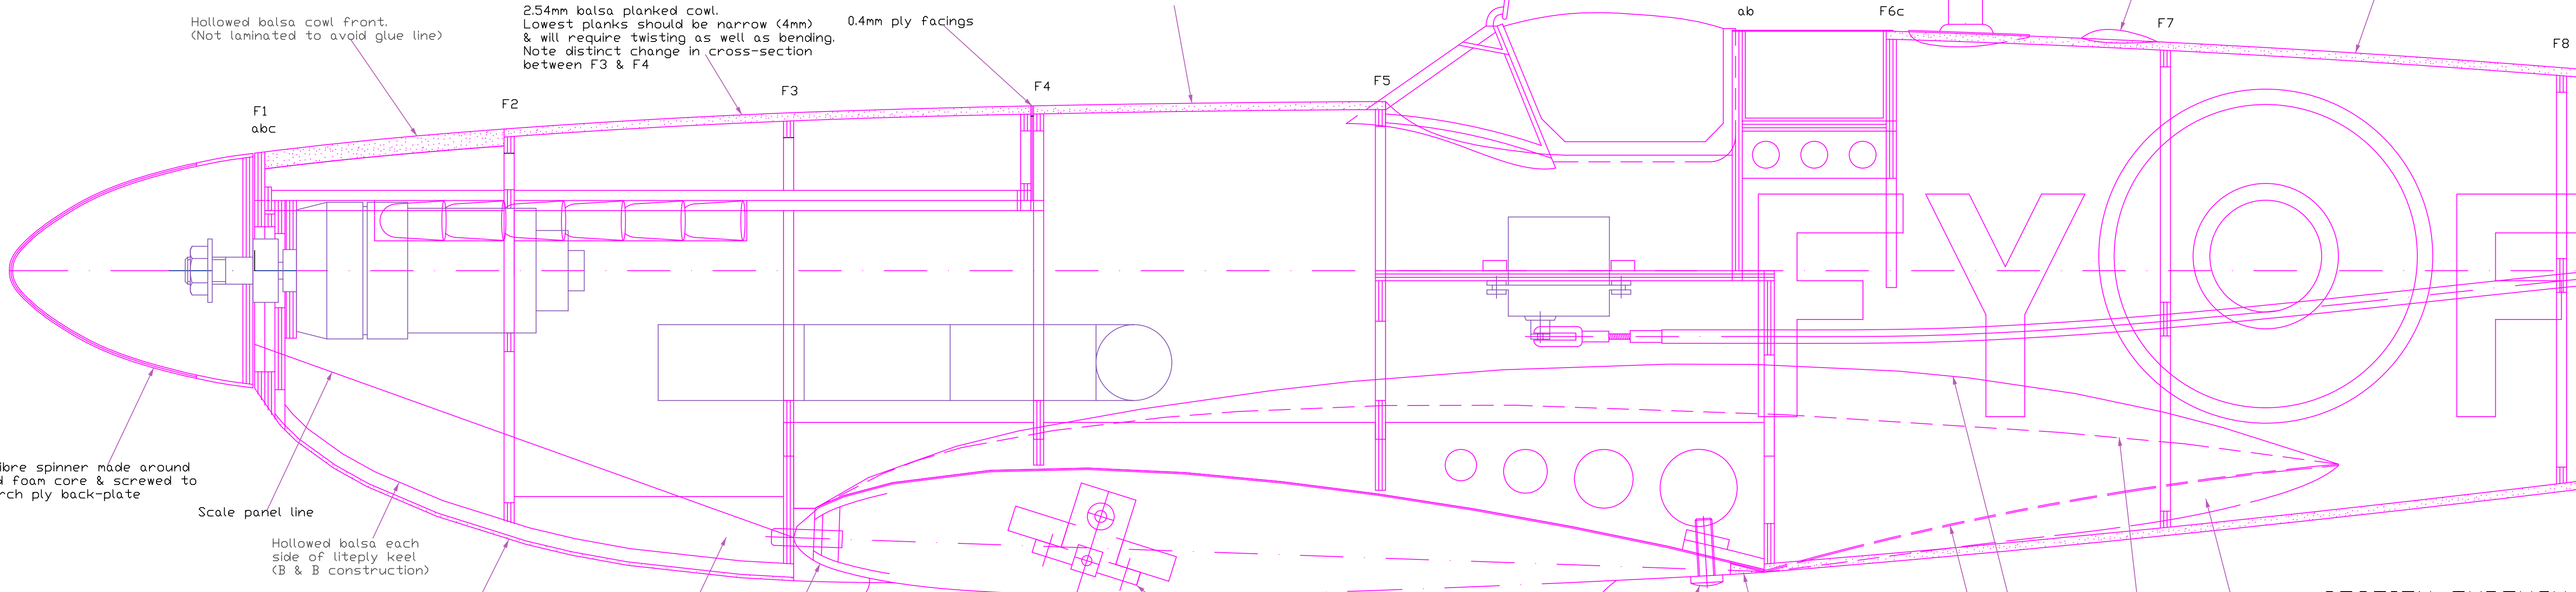 Hollowed balsa cowl front.
(Not laminated to avoid glue line)
2.54mm balsa planked cowl.
Lowest planks should be narrow (4mm)
& will require twisting as well as bending.
Note distinct change in cross-section
between F3 & F4
0.4mm ply facings
ab
F6c
F7
F8
F1
abc
F2
F3
F4
F5
EYOF
ibre spinner made around
foam core & screwed to
rch ply back-plate
Scale panel line
Hollowed balsa each
side of liteply keel
(B & B construction)